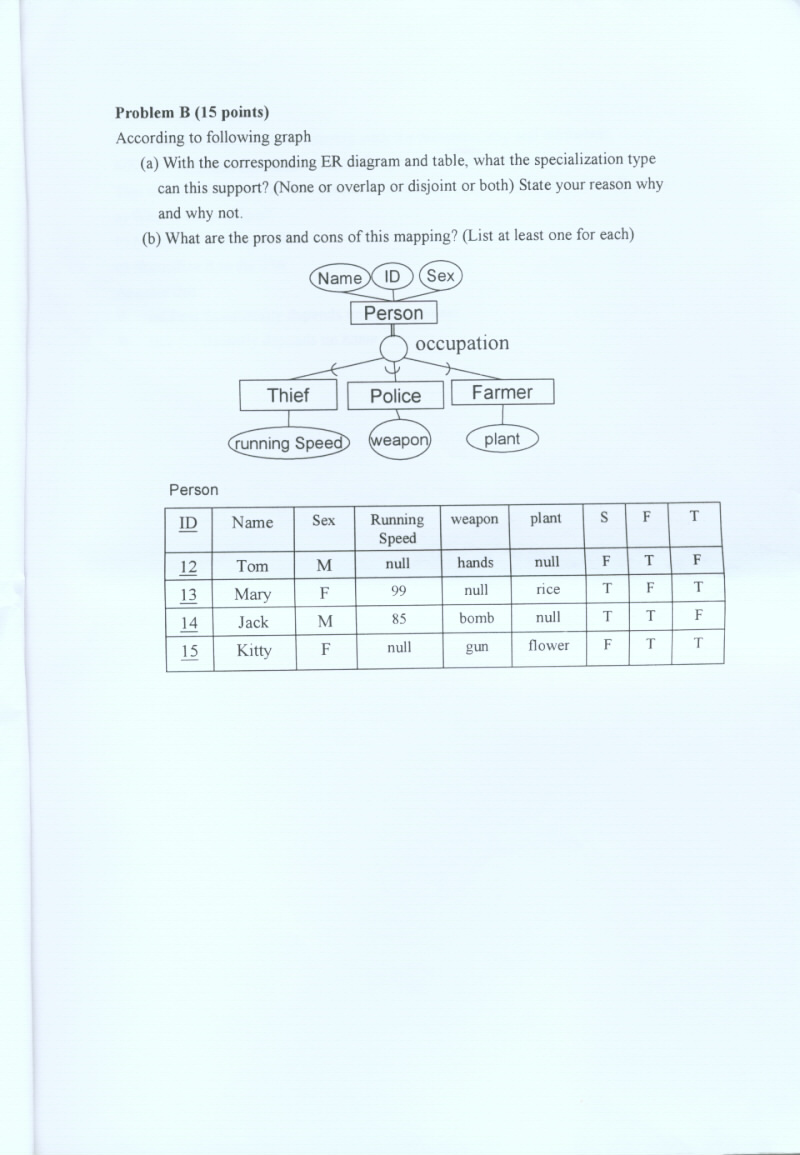 Problem B (15 points)
According to following graph
(a) With the corresponding ER diagram and table, what the specialization type
can this support? (None or overlap or disjoint or both) State your reason why
and why not.
(b) What are the pros and cons of this mapping? (List at least one for each)
Name ID Sex
Person
occupation
Thief Police Farmer
running Speed weapon plant
Person
ID Name Sex Running weapon plant S F T
Speed
12 Tom M null hands null F T F
13 Mary F 99 null rice T F T
14 Jack M 85 bomb null T T F
15 Kitty F null gun flower F T T